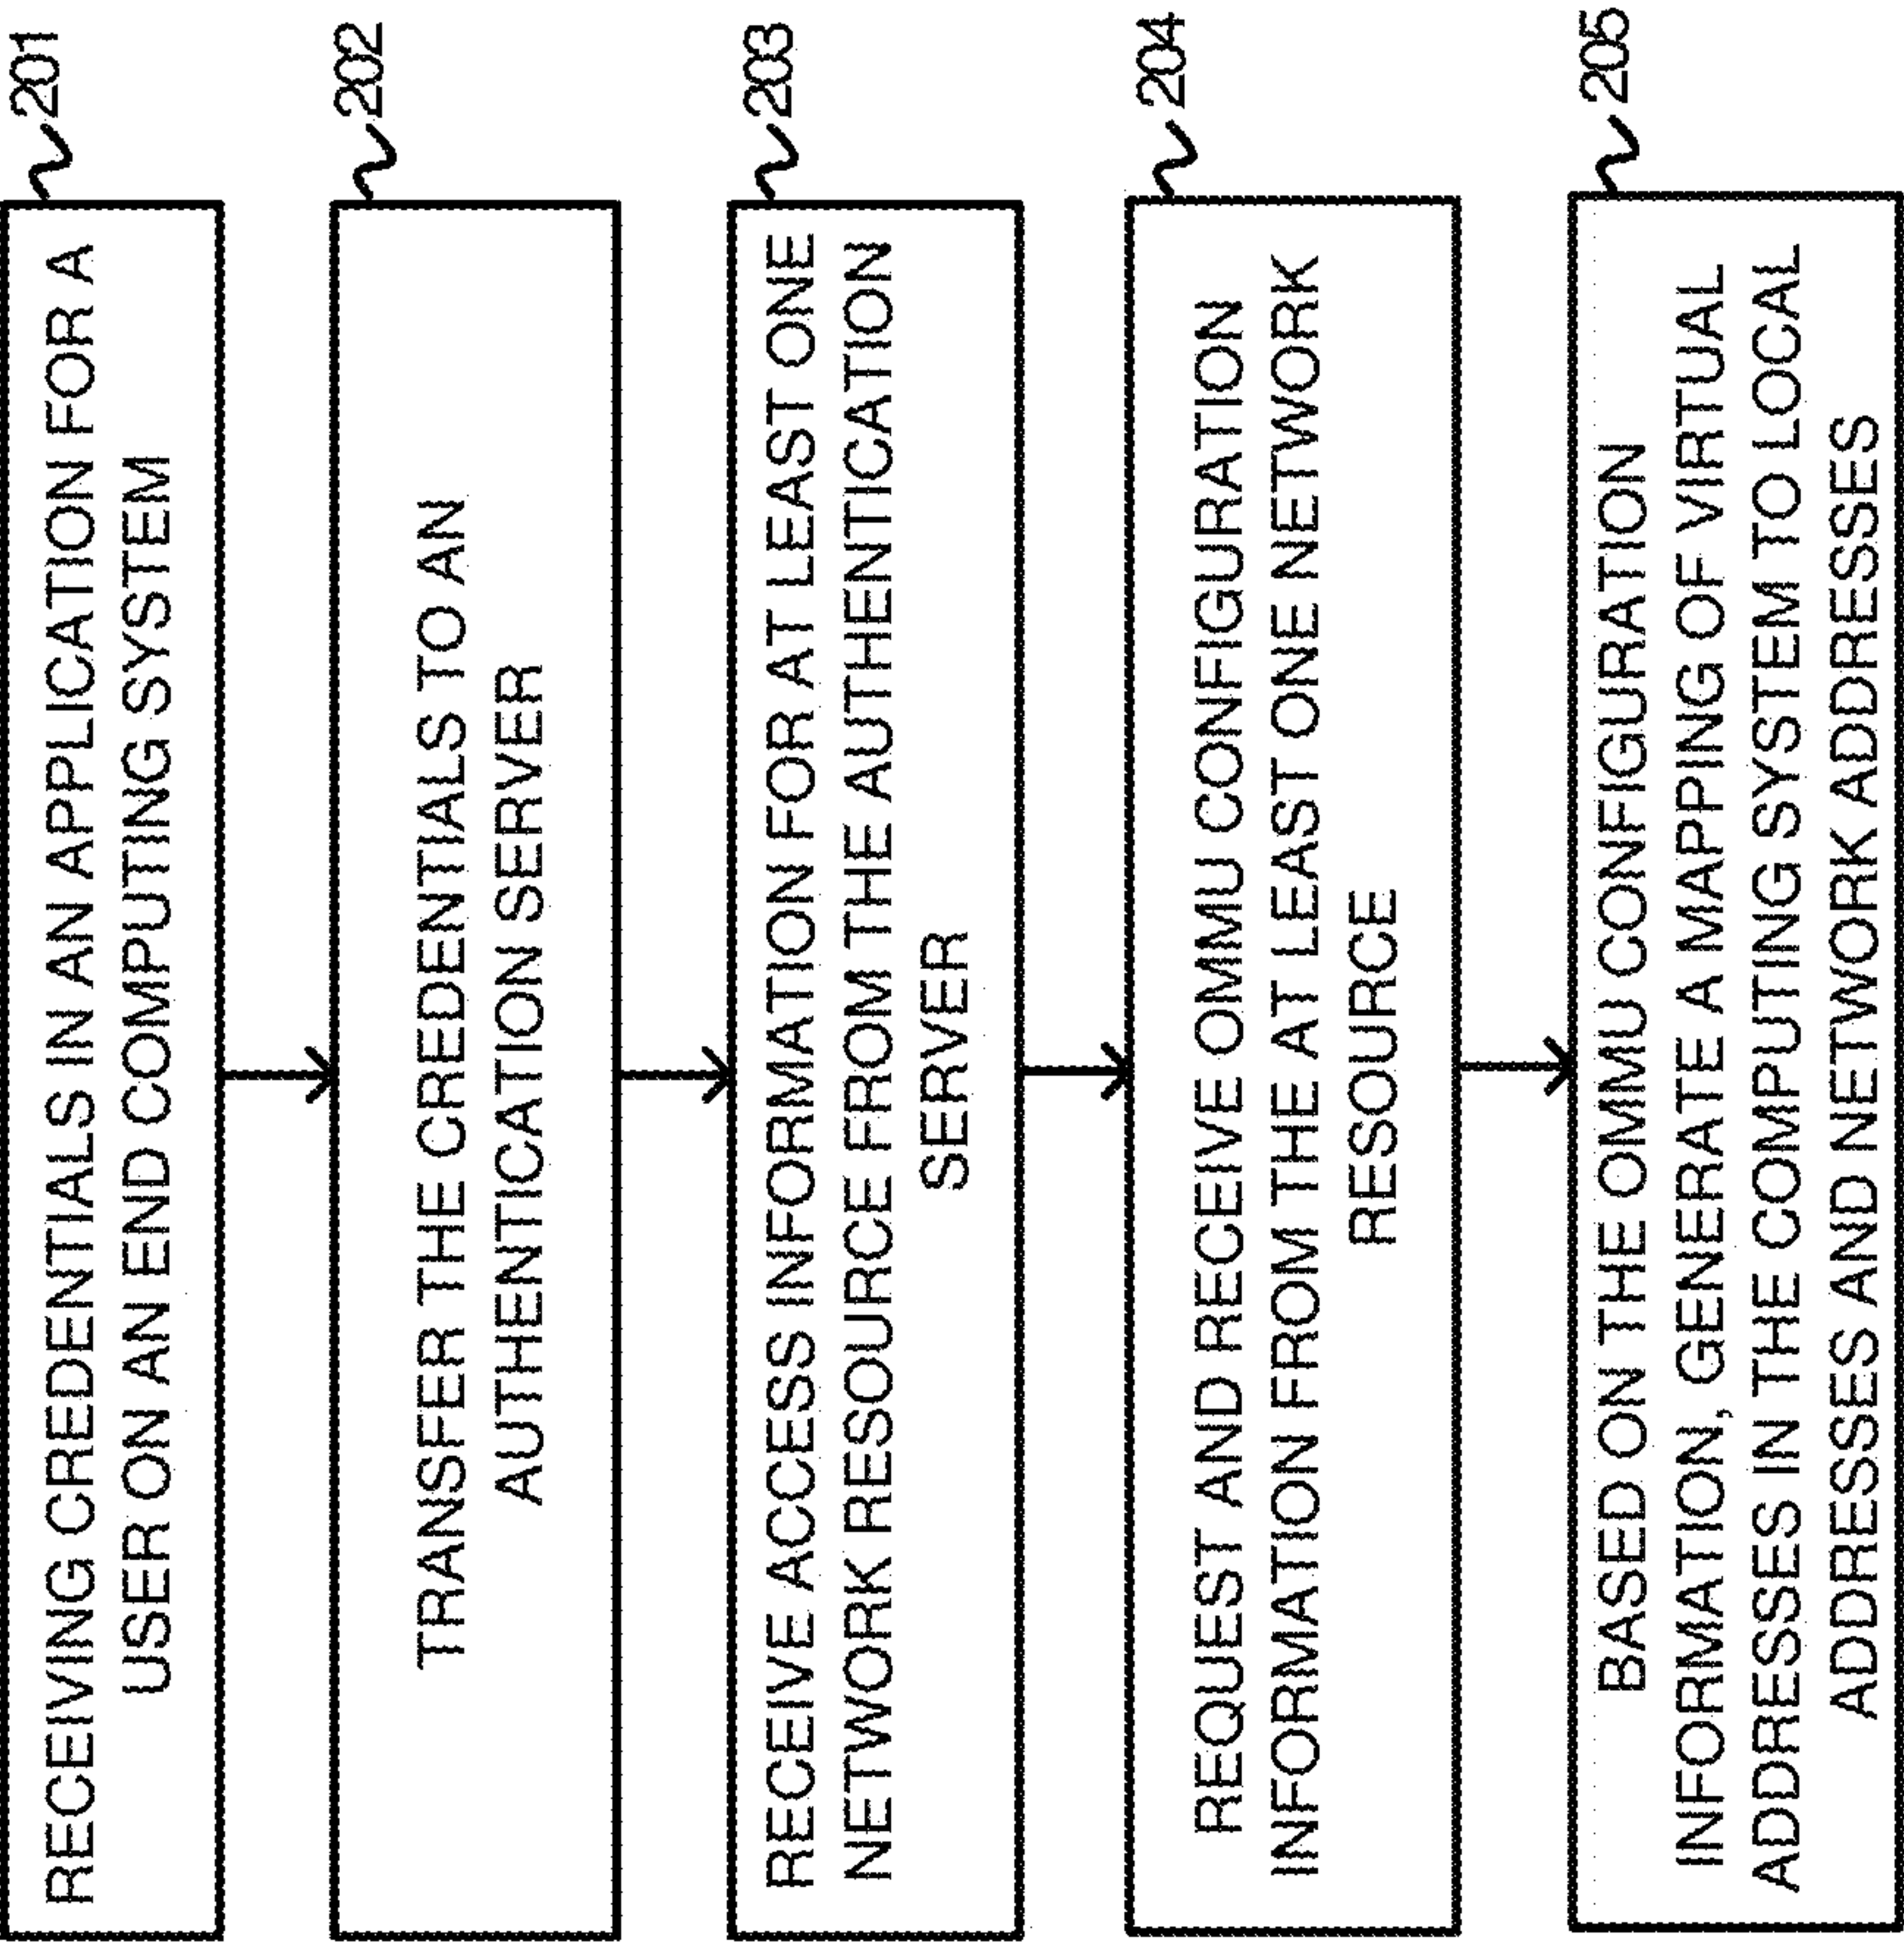 RECEIVING CREDENTIALS IN AN APPLICATION FOR A
USER ON AN END COMPUTING SYSTEM
201
TRANSFER THE CREDENTIALS TO AN
AUTHENTICATION SERVER
202
RECEIVE ACCESS INFORMATION FOR AT LEAST ONE
NETWORK RESOURCE FROM THE AUTHENTICATION
SERVER
203
REQUEST AND RECEIVE OMMU CONFIGURATION
INFORMATION FROM THE AT LEAST ONE NETWORK
RESOURCE
204
BASED ON THE OMMU CONFIGURATION
INFORMATION, GENERATE A MAPPING OF VIRTUAL
ADDRESSES IN THE COMPUTING SYSTEM TO LOCAL
ADDRESSES AND NETWORK ADDRESSES
205